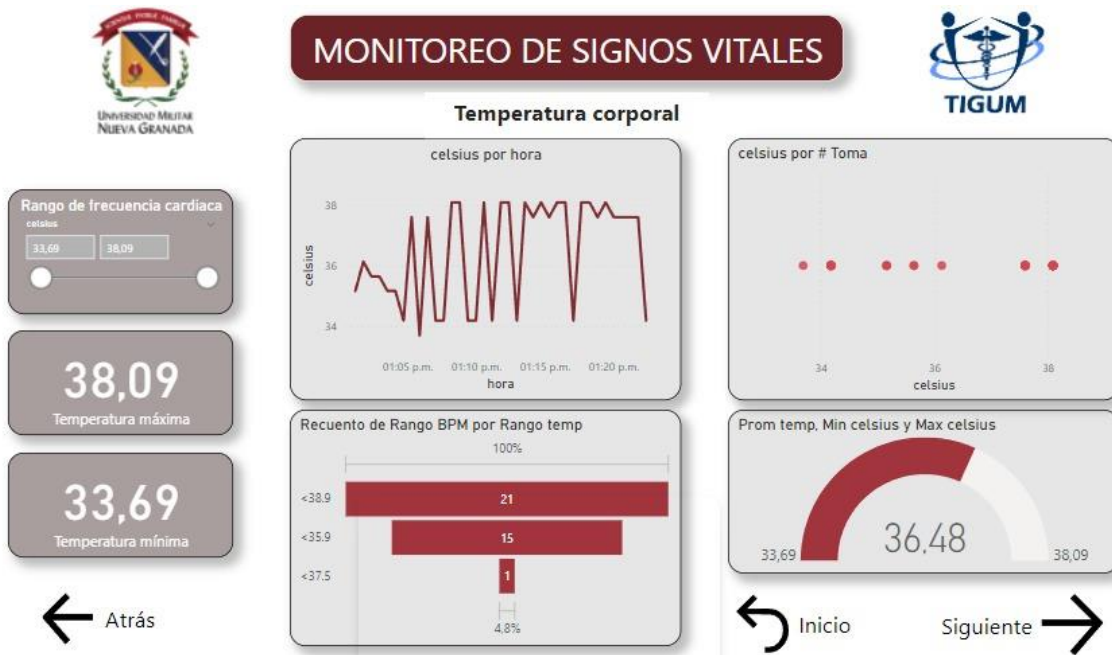 SCIENTIÆ PATRIÆ FAMILIÆ
UNIVERSIDAD MILITAR
NUEVA GRANADA
MONITOREO DE SIGNOS VITALES
TIGUM
Temperatura corporal
Rango de frecuencia cardiaca
celsius
33,69 38,09
38,09
Temperatura máxima
33,69
Temperatura mínima
celsius por hora
celsius
38
36
34
01:05 p.m. 01:10 p.m. 01:15 p.m. 01:20 p.m.
hora
celsius por # Toma
34 36 38
celsius
Recuento de Rango BPM por Rango temp
100%
<38.9 21
<35.9 15
<37.5 1
4,8%
Prom temp, Min celsius y Max celsius
36,48
33,69 38,09
Atrás
Inicio
Siguiente